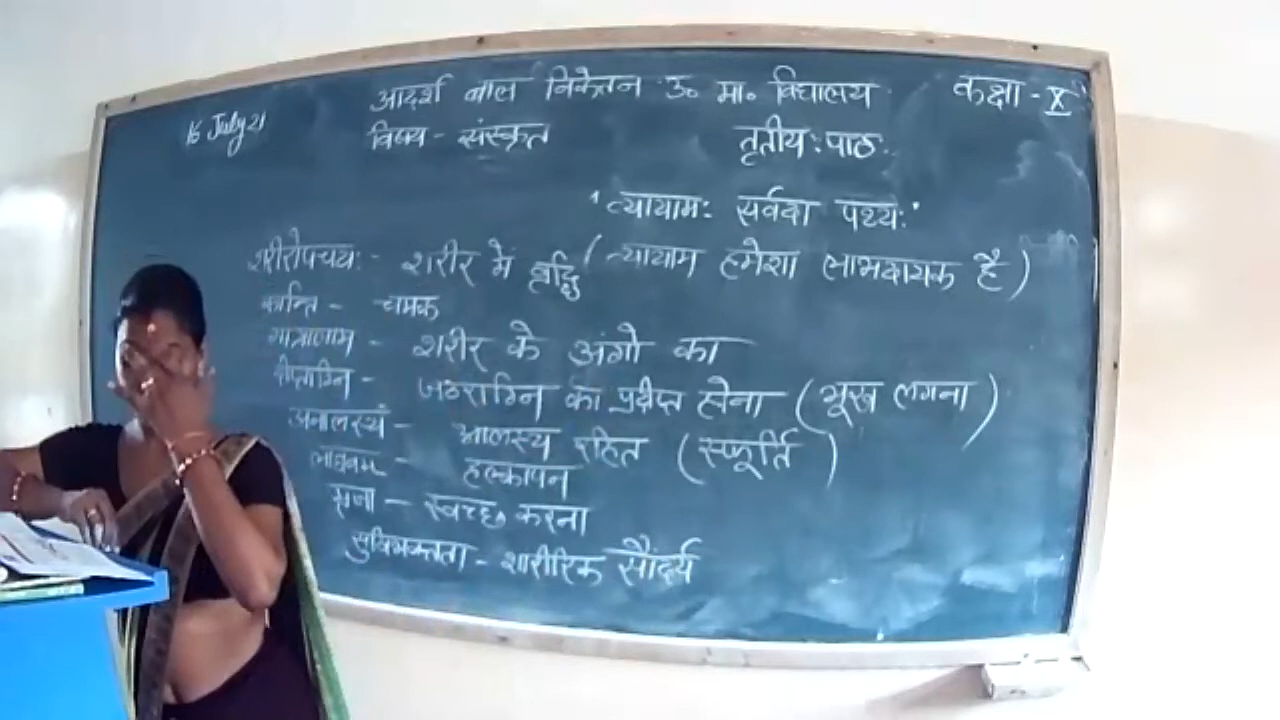 आदर्श बाल निकेतन उ० मा० विद्यालय कक्षा - X
16 July 21 विषय - संस्कृत तृतीय: पाठ:
'व्यायाम: सर्वदा पथ्य:'
(व्यायाम हमेशा लाभदायक है)
शरीरोपचय: - शरीर में वृद्धि
कान्ति - चमक
गात्राणाम - शरीर के अंगो का
दीप्ताग्नि - जठराग्नि का प्रदीप्त होना (भूख लगना)
अनालस्यं - आलस्य रहित (स्फूर्ति)
लाघवम - हल्कापन
मृजा - स्वच्छ करना
सुविभक्तता - शारीरिक सौंदर्य